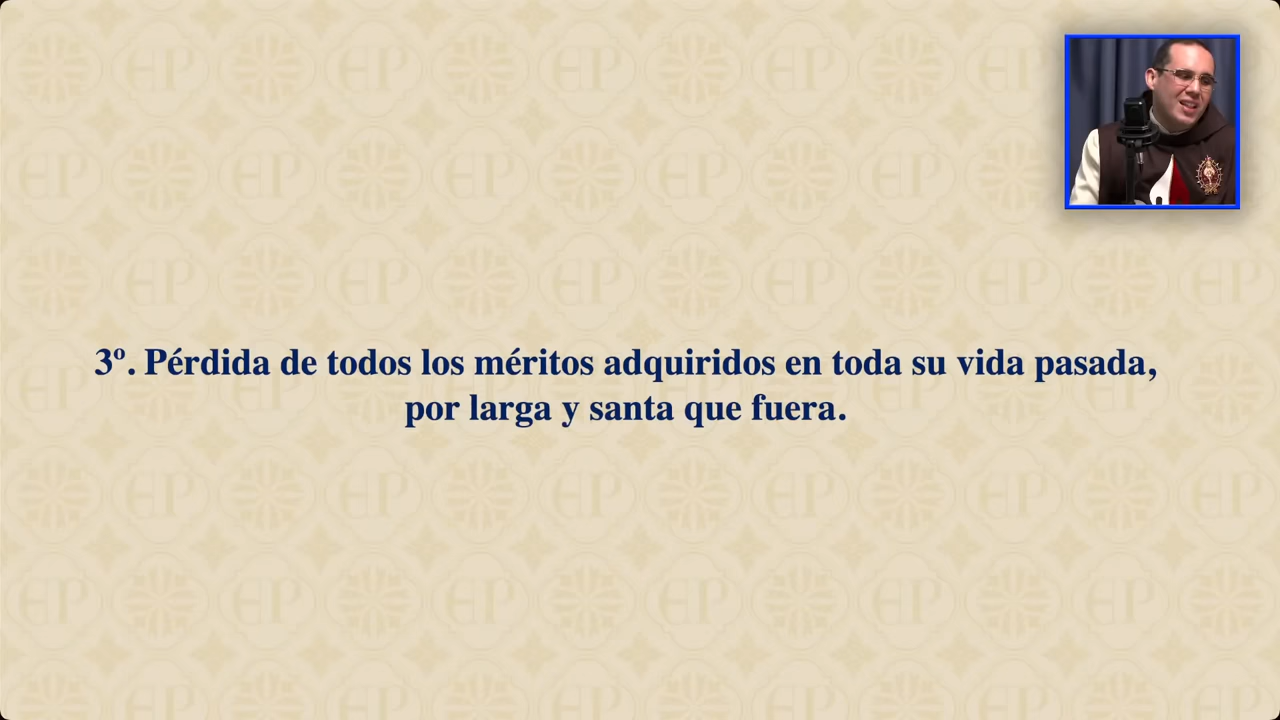 3º. Pérdida de todos los méritos adquiridos en toda su vida pasada,
por larga y santa que fuera.